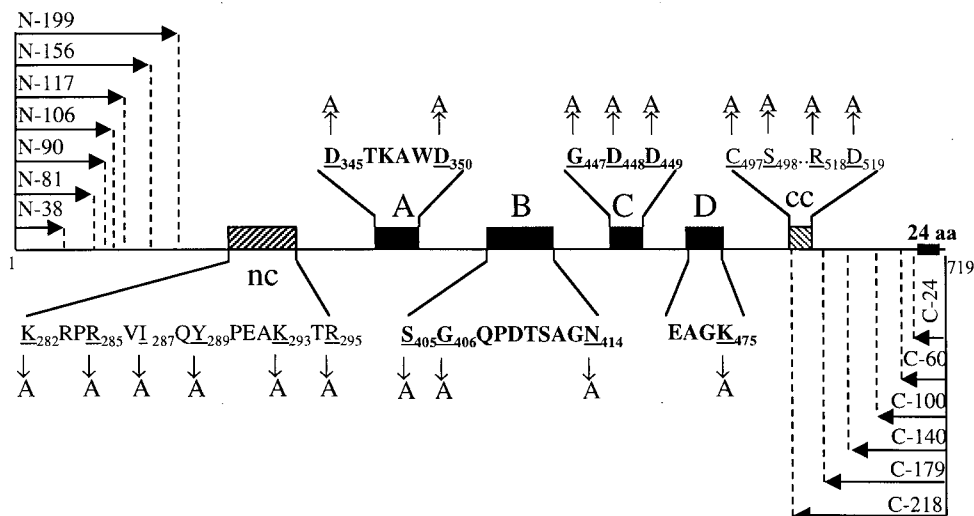 N-199
N-156
N-117
N-106
N-90
N-81
N-38
A A A A A A A A A
D345TKAWD350 G447D448D449 C497S498..R518D519
A B C D cc 24 aa
1 nc 719
K282RPR285VI287QY289PEAK293TR295 S405G406QPDTSAGN414 EAGK475
A A A A A A A A A A
C-24
C-60
C-100
C-140
C-179
C-218